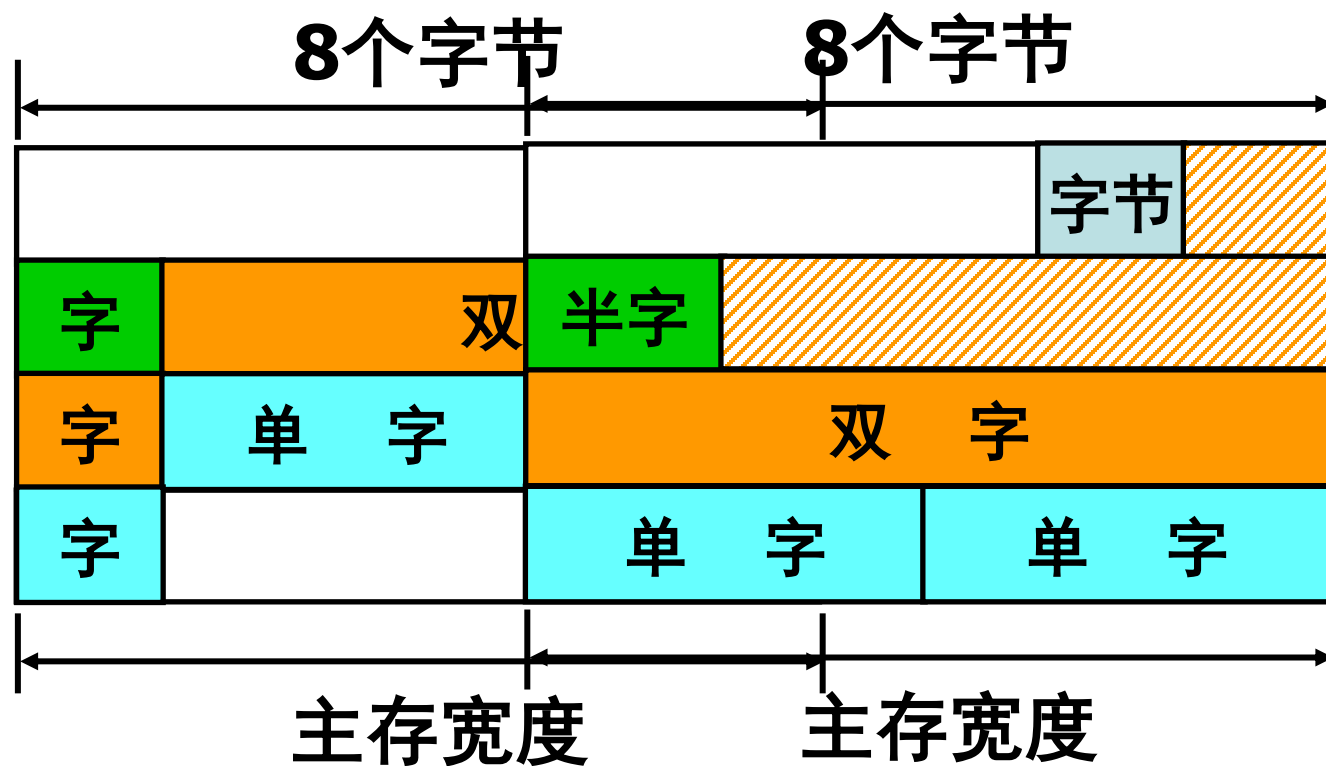 8个字节 8个字节
字节
字 双 半字
字 单 字 双 字
字 单 字 单 字
主存宽度 主存宽度